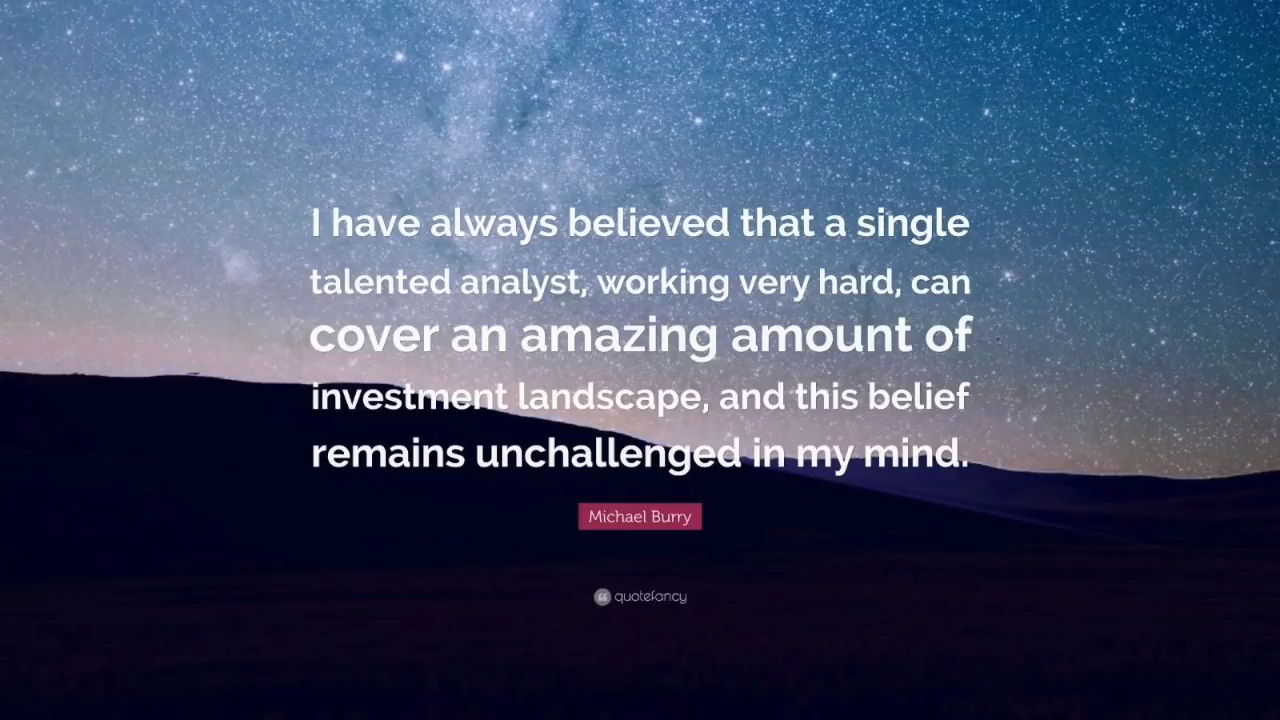 I have always believed that a single
talented analyst, working very hard, can
cover an amazing amount of
investment landscape, and this belief
remains unchallenged in my mind.
Michael Burry
quotefancy